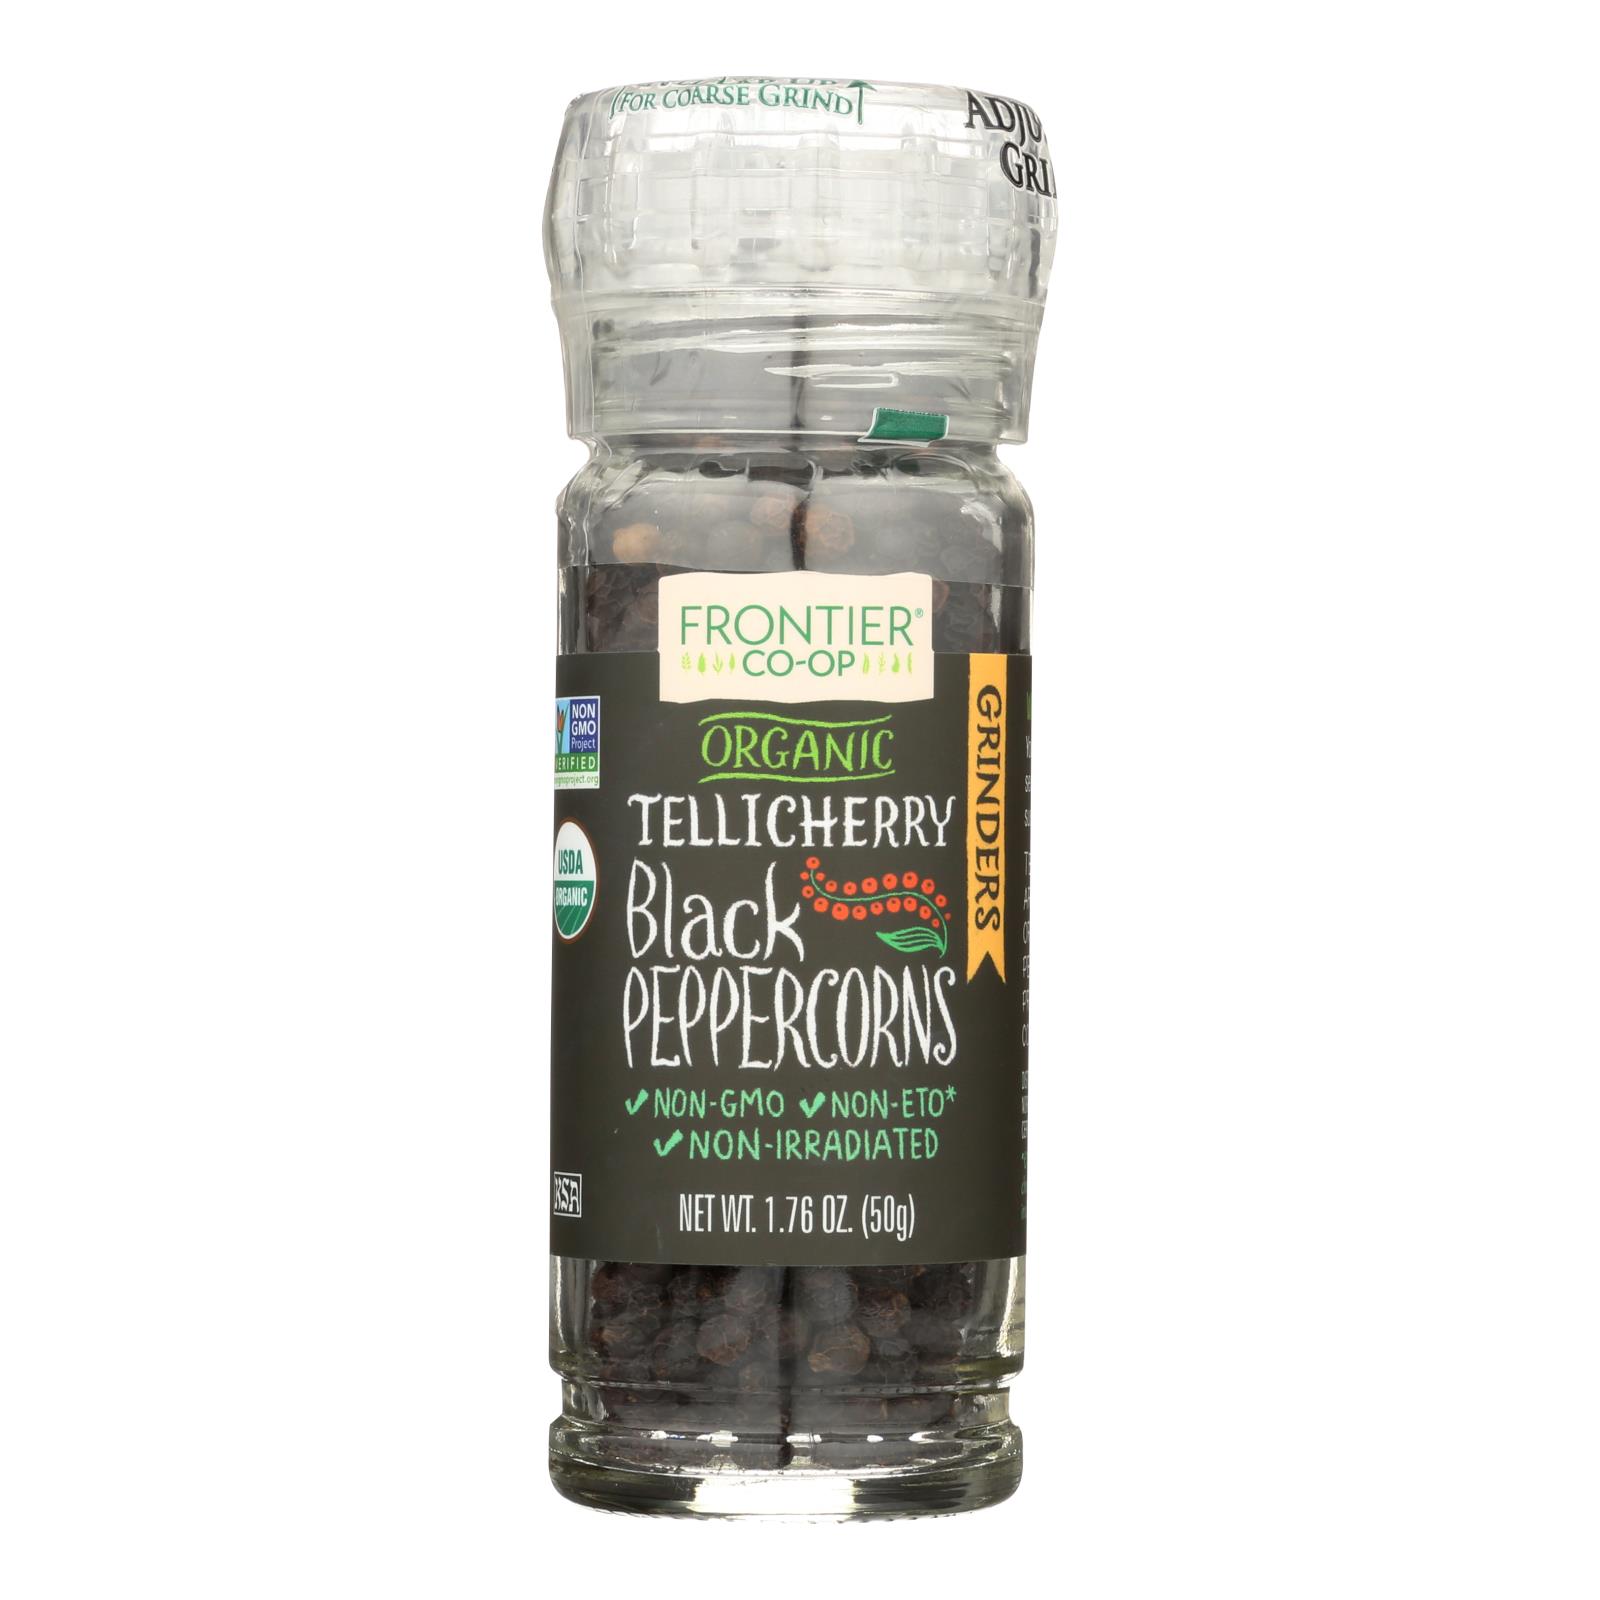 FOR COARSE GRIND
FRONTIER®
CO-OP
GRINDERS
NON
GMO
Project
VERIFIED
ORGANIC
TELLICHERRY
Black
PEPPERCORNS
USDA
ORGANIC
✓NON-GMO ✓NON-ETO*
✓NON-IRRADIATED
KSA
NET WT. 1.76 OZ. (50g)